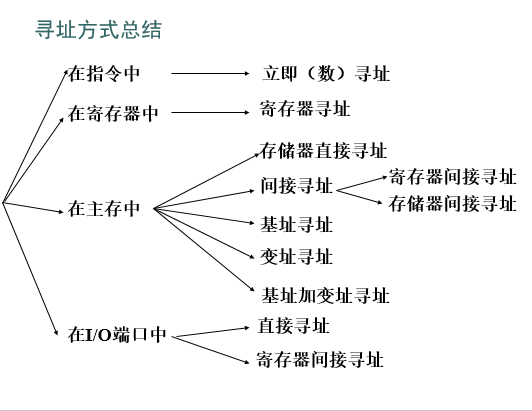 寻址方式总结
在指令中
立即（数）寻址
在寄存器中
寄存器寻址
存储器直接寻址
间接寻址
寄存器间接寻址
存储器间接寻址
在主存中
基址寻址
变址寻址
基址加变址寻址
在I/O端口中
直接寻址
寄存器间接寻址